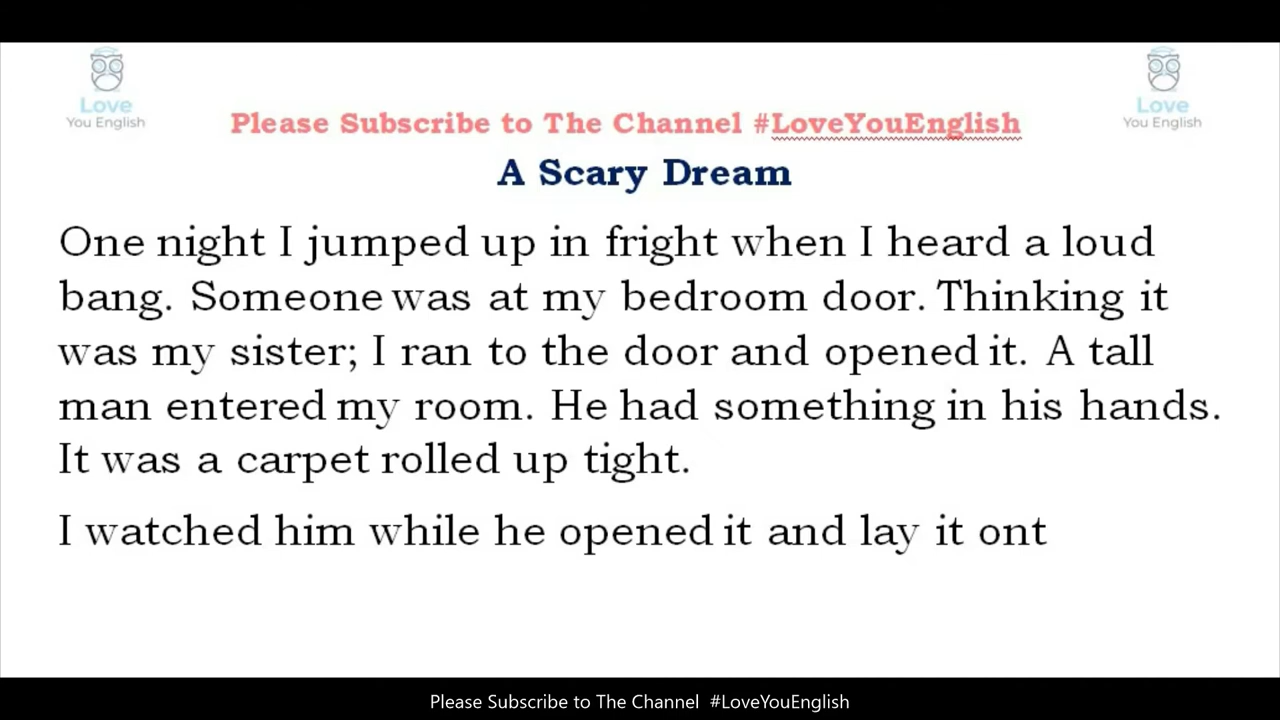 Love
You English
Love
You English
Please Subscribe to The Channel #LoveYouEnglish
A Scary Dream
One night I jumped up in fright when I heard a loud
bang. Someone was at my bedroom door. Thinking it
was my sister; I ran to the door and opened it. A tall
man entered my room. He had something in his hands.
It was a carpet rolled up tight.
I watched him while he opened it and lay it ont
Please Subscribe to The Channel #LoveYouEnglish